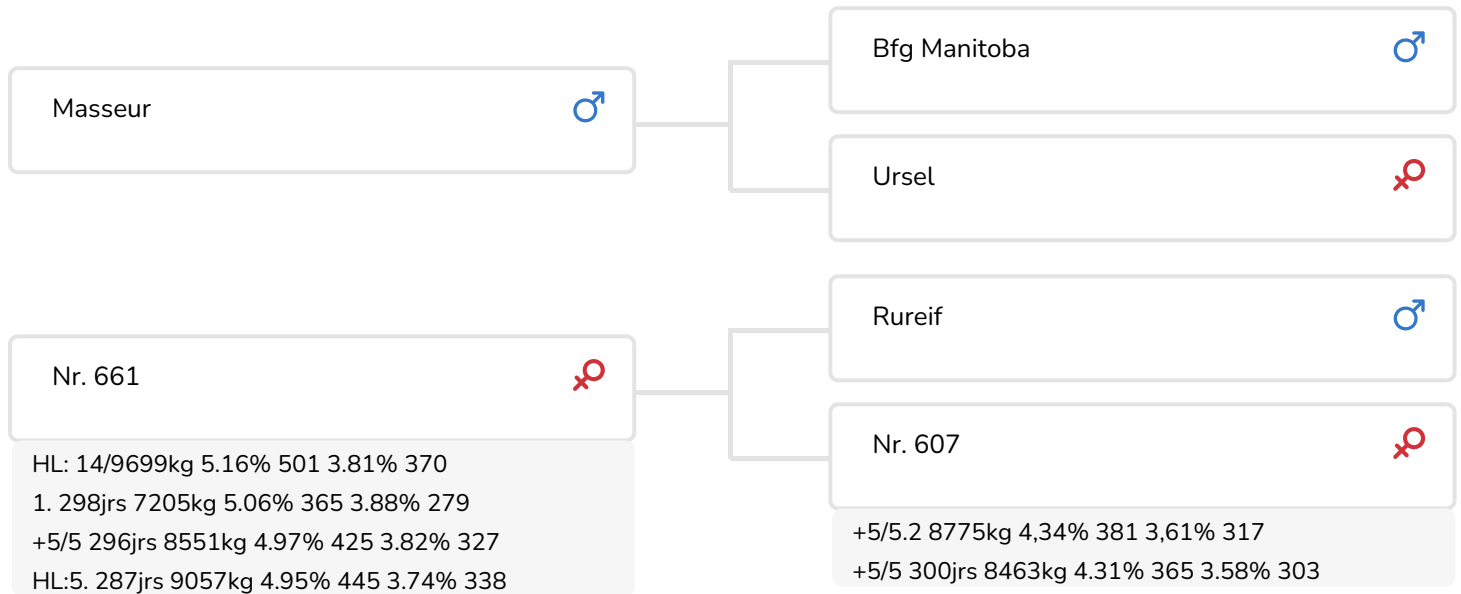 Masseur
Bfg Manitoba
Ursel
Nr. 661
HL: 14/9699kg 5.16% 501 3.81% 370
1. 298jrs 7205kg 5.06% 365 3.88% 279
+5/5 296jrs 8551kg 4.97% 425 3.82% 327
HL:5. 287jrs 9057kg 4.95% 445 3.74% 338
Rureif
Nr. 607
+5/5.2 8775kg 4,34% 381 3,61% 317
+5/5 300jrs 8463kg 4.31% 365 3.58% 303